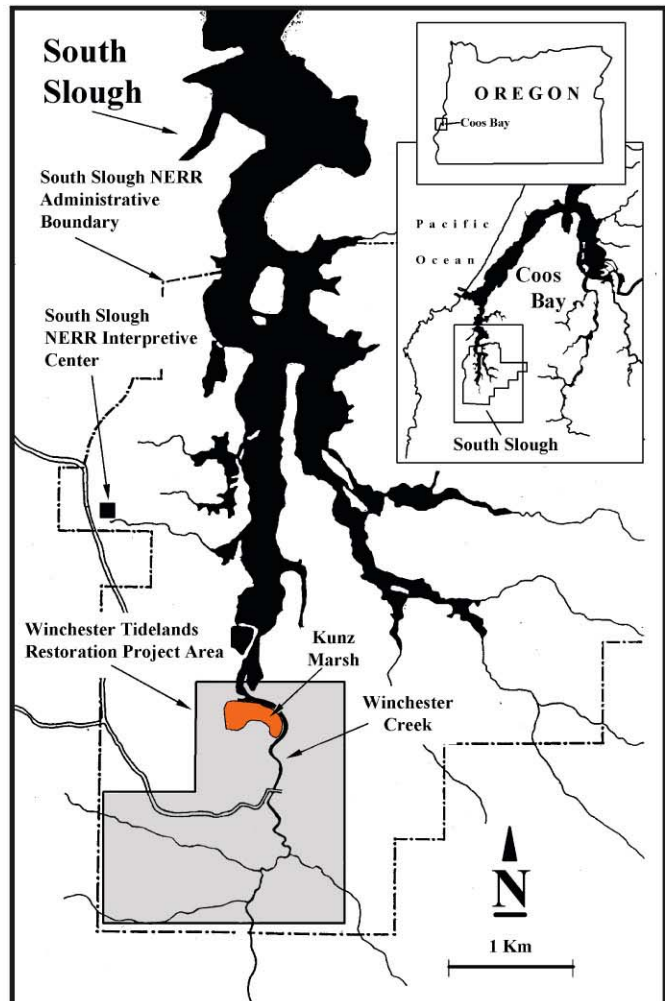 South
Slough
South Slough NERR
Administrative
Boundary
South Slough
NERR Interpretive
Center
OREGON
Coos Bay
Pacific
Ocean
Coos
Bay
South Slough
Winchester Tidelands
Restoration Project Area
Kunz
Marsh
Winchester
Creek
N
1 Km